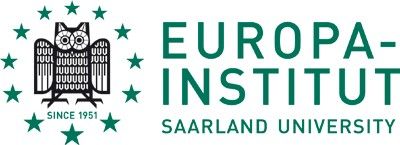 SINCE 1951
EUROPA-
INSTITUT
SAARLAND UNIVERSITY